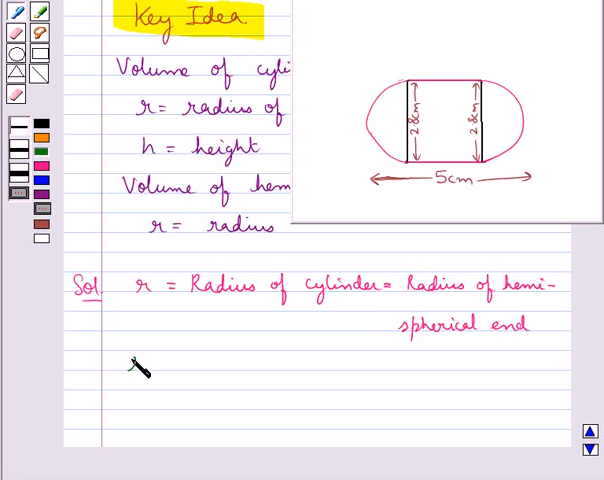 Key Idea
Volume of cyli
r = radius of
h = height
Volume of hem
r = radius
2.8cm
2.8cm
5cm
Sol. r = Radius of cylinder = Radius of hemi-
spherical end